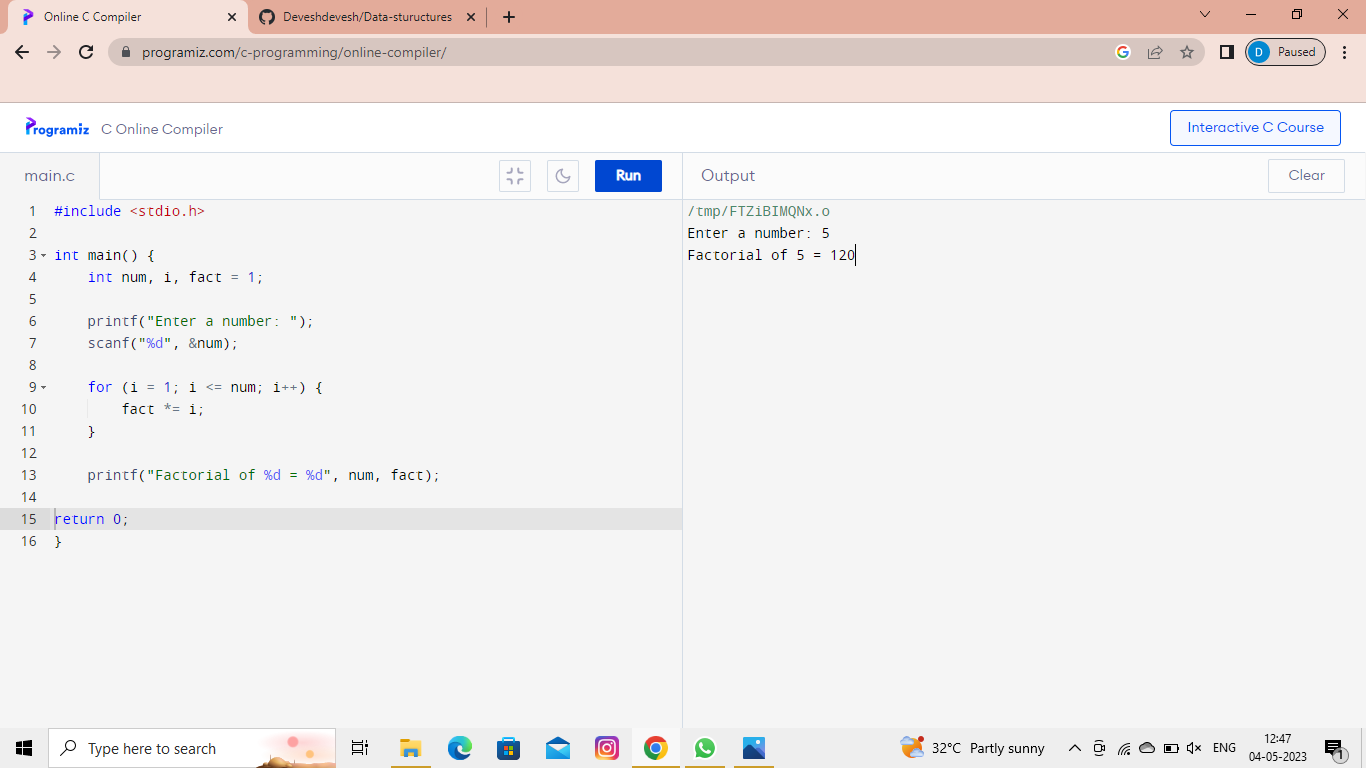 Online C Compiler
Deveshdevesh/Data-sturuc​tures
programiz.com/c-programming/online-compiler/
D Paused
Programiz C Online Compiler
Interactive C Course
main.c
Run
Output
Clear
1 #include <stdio.h>
2
3 int main() {
4 int num, i, fact = 1;
5
6 printf("Enter a number: ");
7 scanf("%d", &num);
8
9 for (i = 1; i <= num; i++) {
10 fact *= i;
11 }
12
13 printf("Factorial of %d = %d", num, fact);
14
15 return 0;
16 }
/tmp/FTZiBIMQNx.o
Enter a number: 5
Factorial of 5 = 120
Type here to search
32°C Partly sunny
ENG
12:47
04-05-2023
1